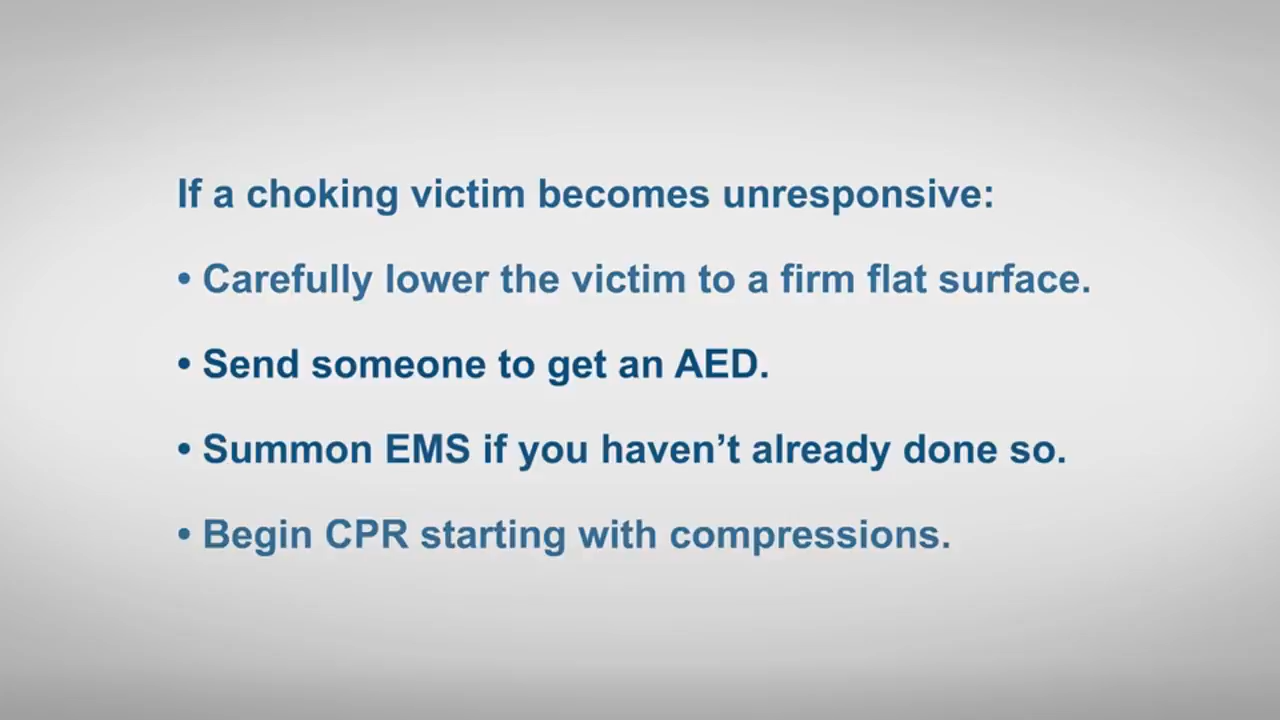 If a choking victim becomes unresponsive:
• Carefully lower the victim to a firm flat surface.
• Send someone to get an AED.
• Summon EMS if you haven’t already done so.
• Begin CPR starting with compressions.